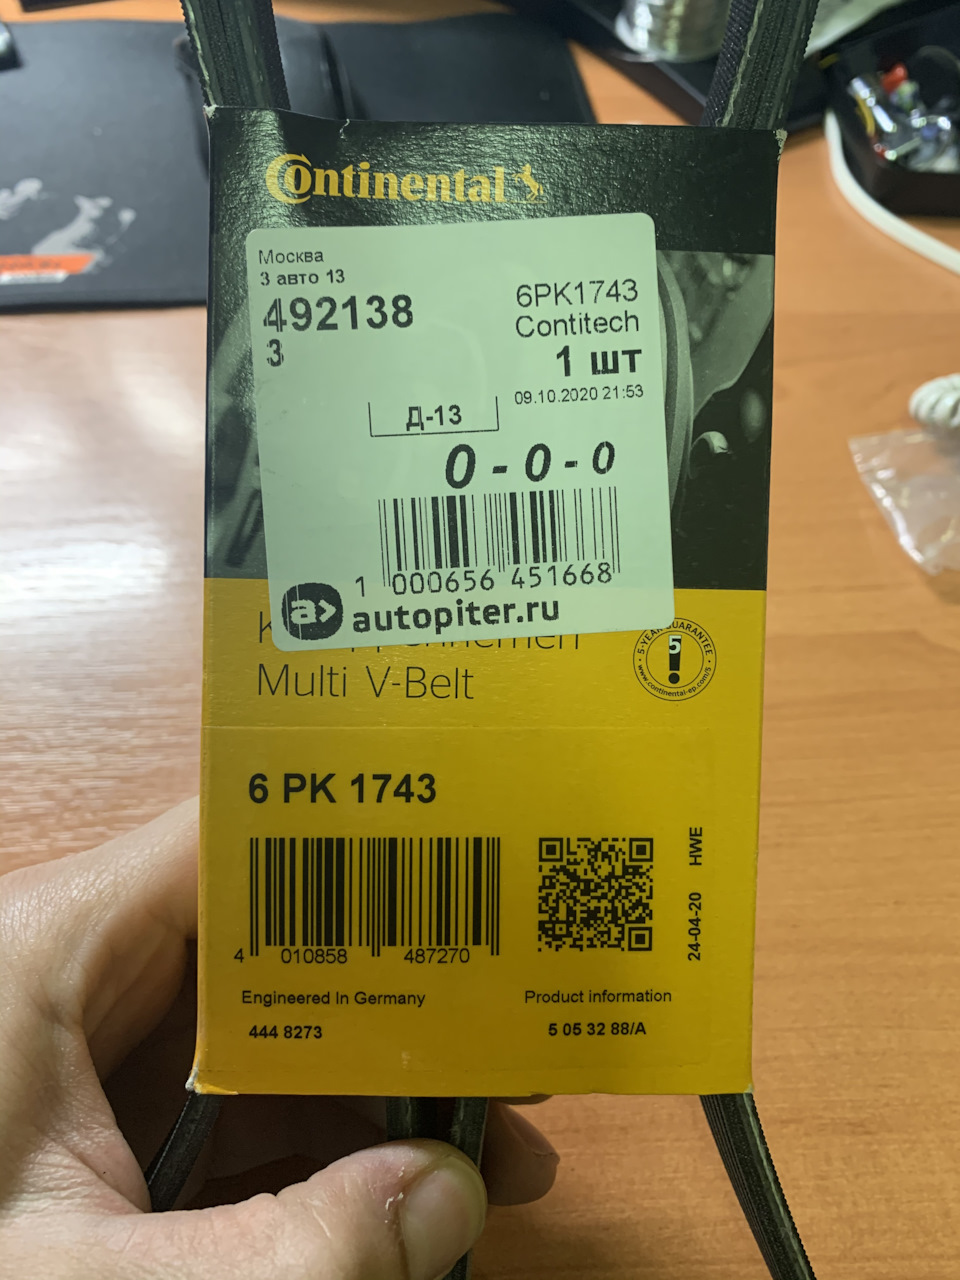 Continental
Москва
3 авто 13
492138
3
6PK1743
Contitech
1 шт
09.10.2020 21:53
Д-13
0 - 0 - 0
1 000656 451668
a>
autopiter.ru
Multi V-Belt
5-YEAR GUARANTEE
5
www.continental-ep.com/5
6 PK 1743
4 010858 487270
24-04-20 HWE
Engineered In Germany
Product information
444 8273
5 05 32 88/A